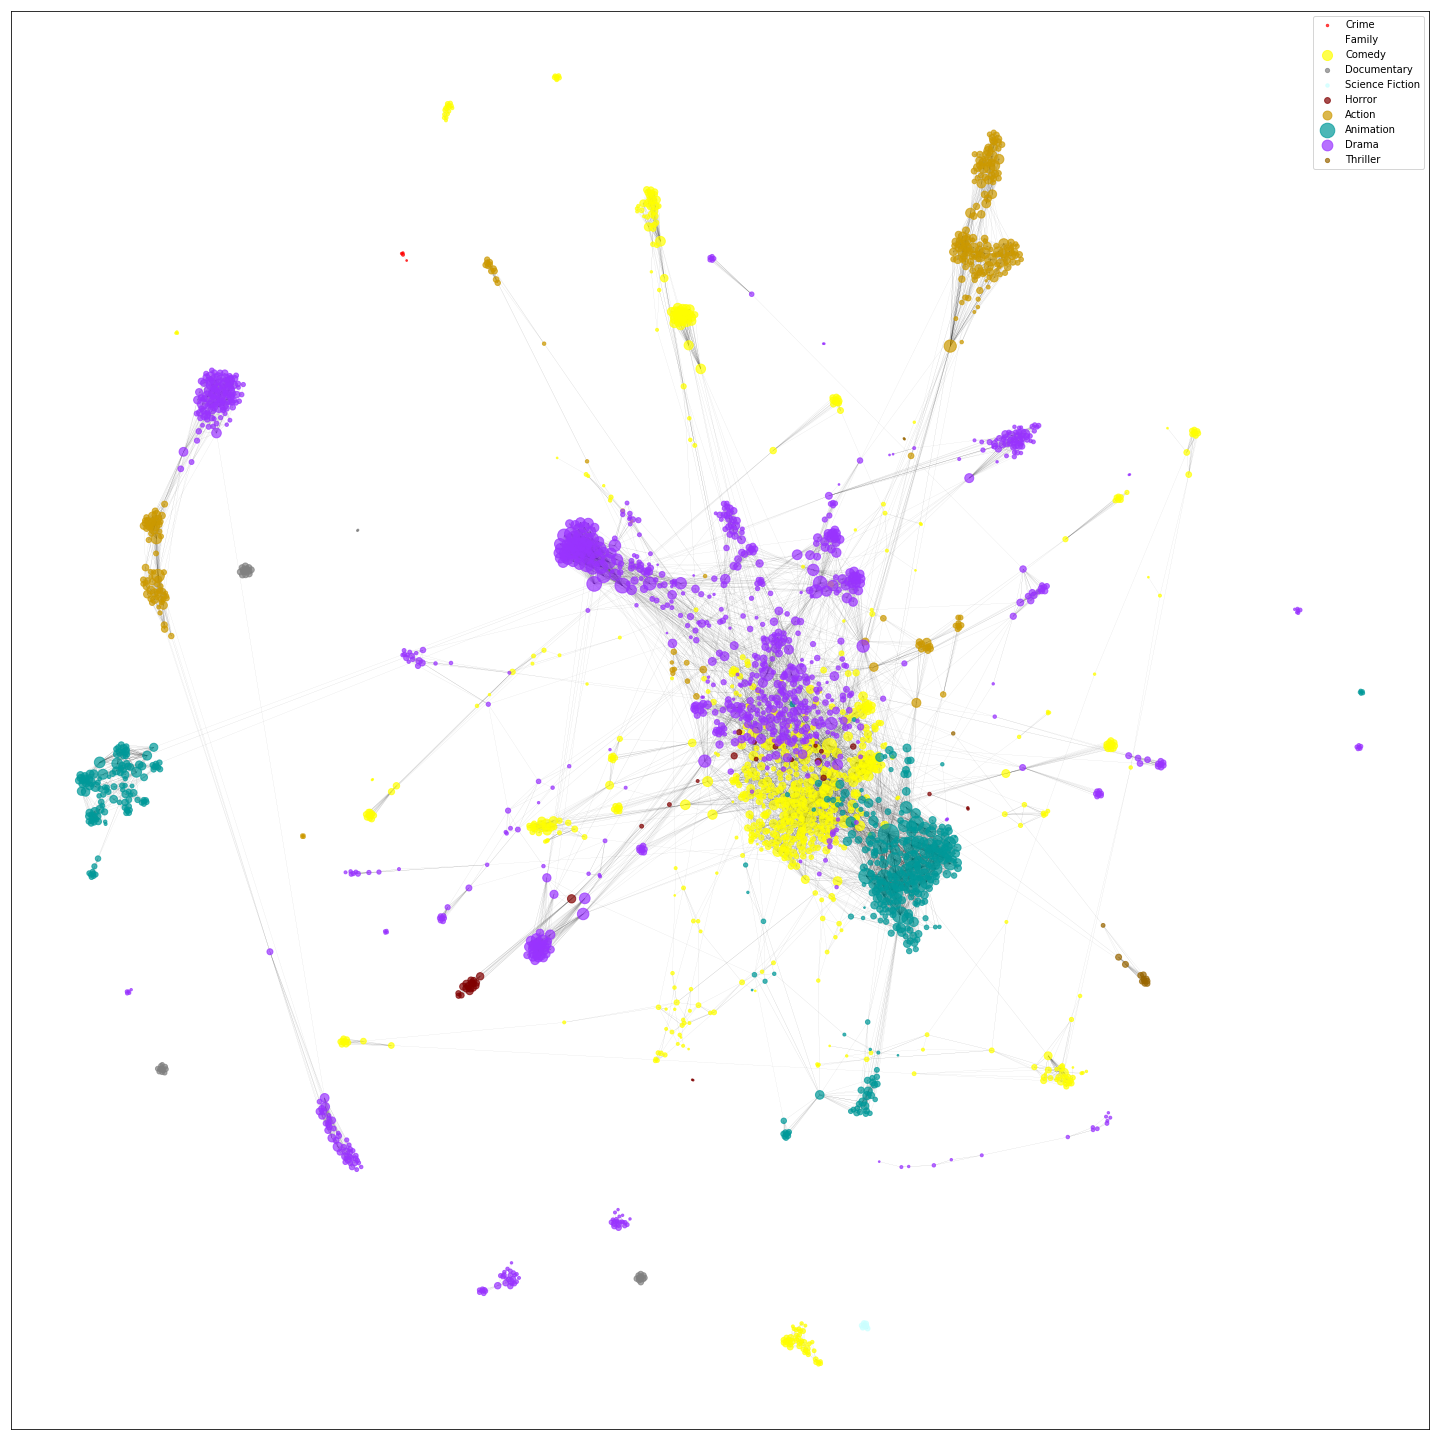 Crime
Family
Comedy
Documentary
Science Fiction
Horror
Action
Animation
Drama
Thriller